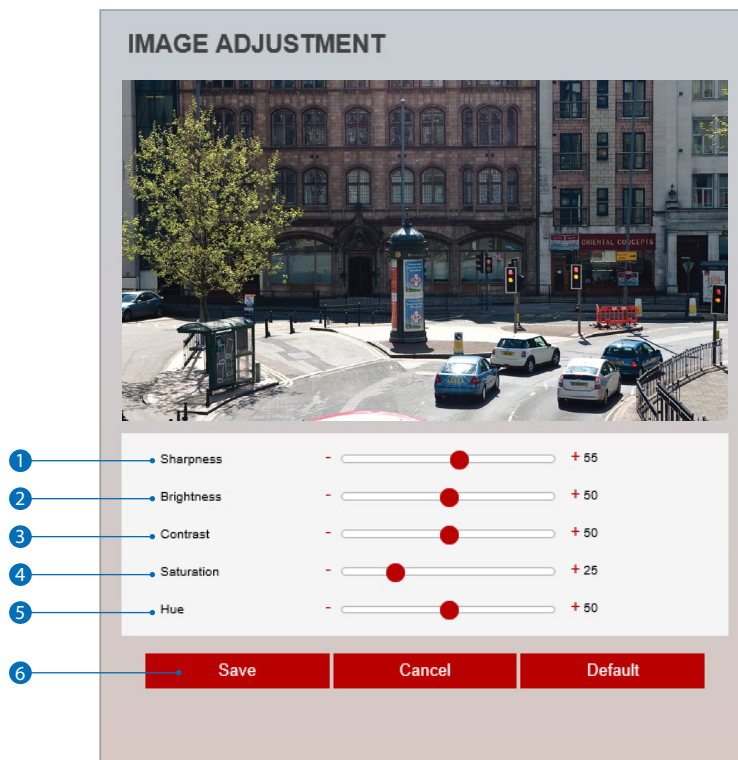 IMAGE ADJUSTMENT
ORIENTAL CONCEPTS
1 Sharpness - + 55
2 Brightness - + 50
3 Contrast - + 50
4 Saturation - + 25
5 Hue - + 50
6 Save Cancel Default